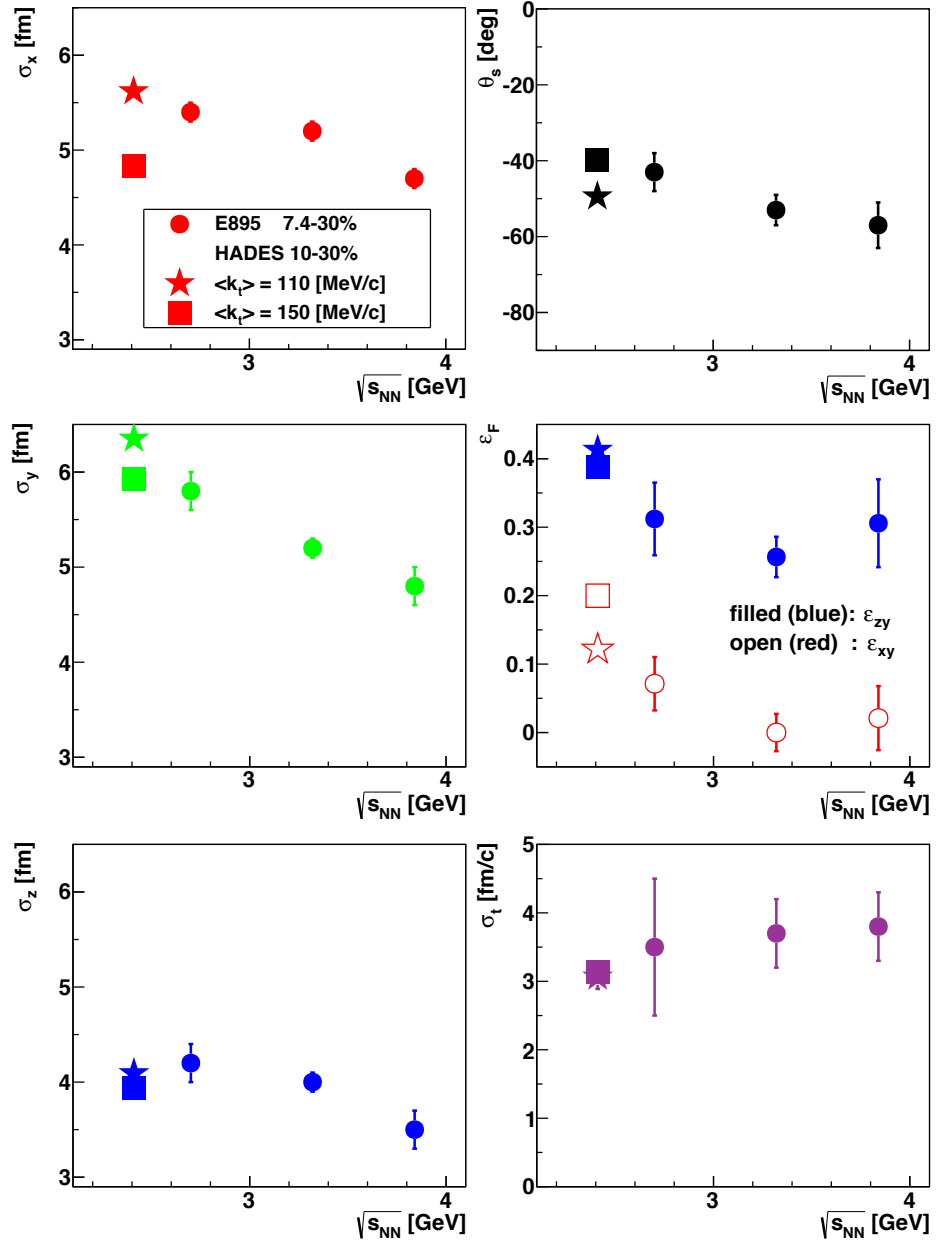 σx [fm]
6
5
4
3
E895 7.4-30%
HADES 10-30%
<kt> = 110 [MeV/c]
<kt> = 150 [MeV/c]
3 4
√sNN [GeV]
θs [deg]
0
-20
-40
-60
-80
3 4
√sNN [GeV]
σy [fm]
6
5
4
3
3 4
√sNN [GeV]
εF
0.4
0.3
0.2
0.1
0
filled (blue): εzy
open (red) : εxy
3 4
√sNN [GeV]
σz [fm]
6
5
4
3
3 4
√sNN [GeV]
σt [fm/c]
5
4
3
2
1
0
3 4
√sNN [GeV]